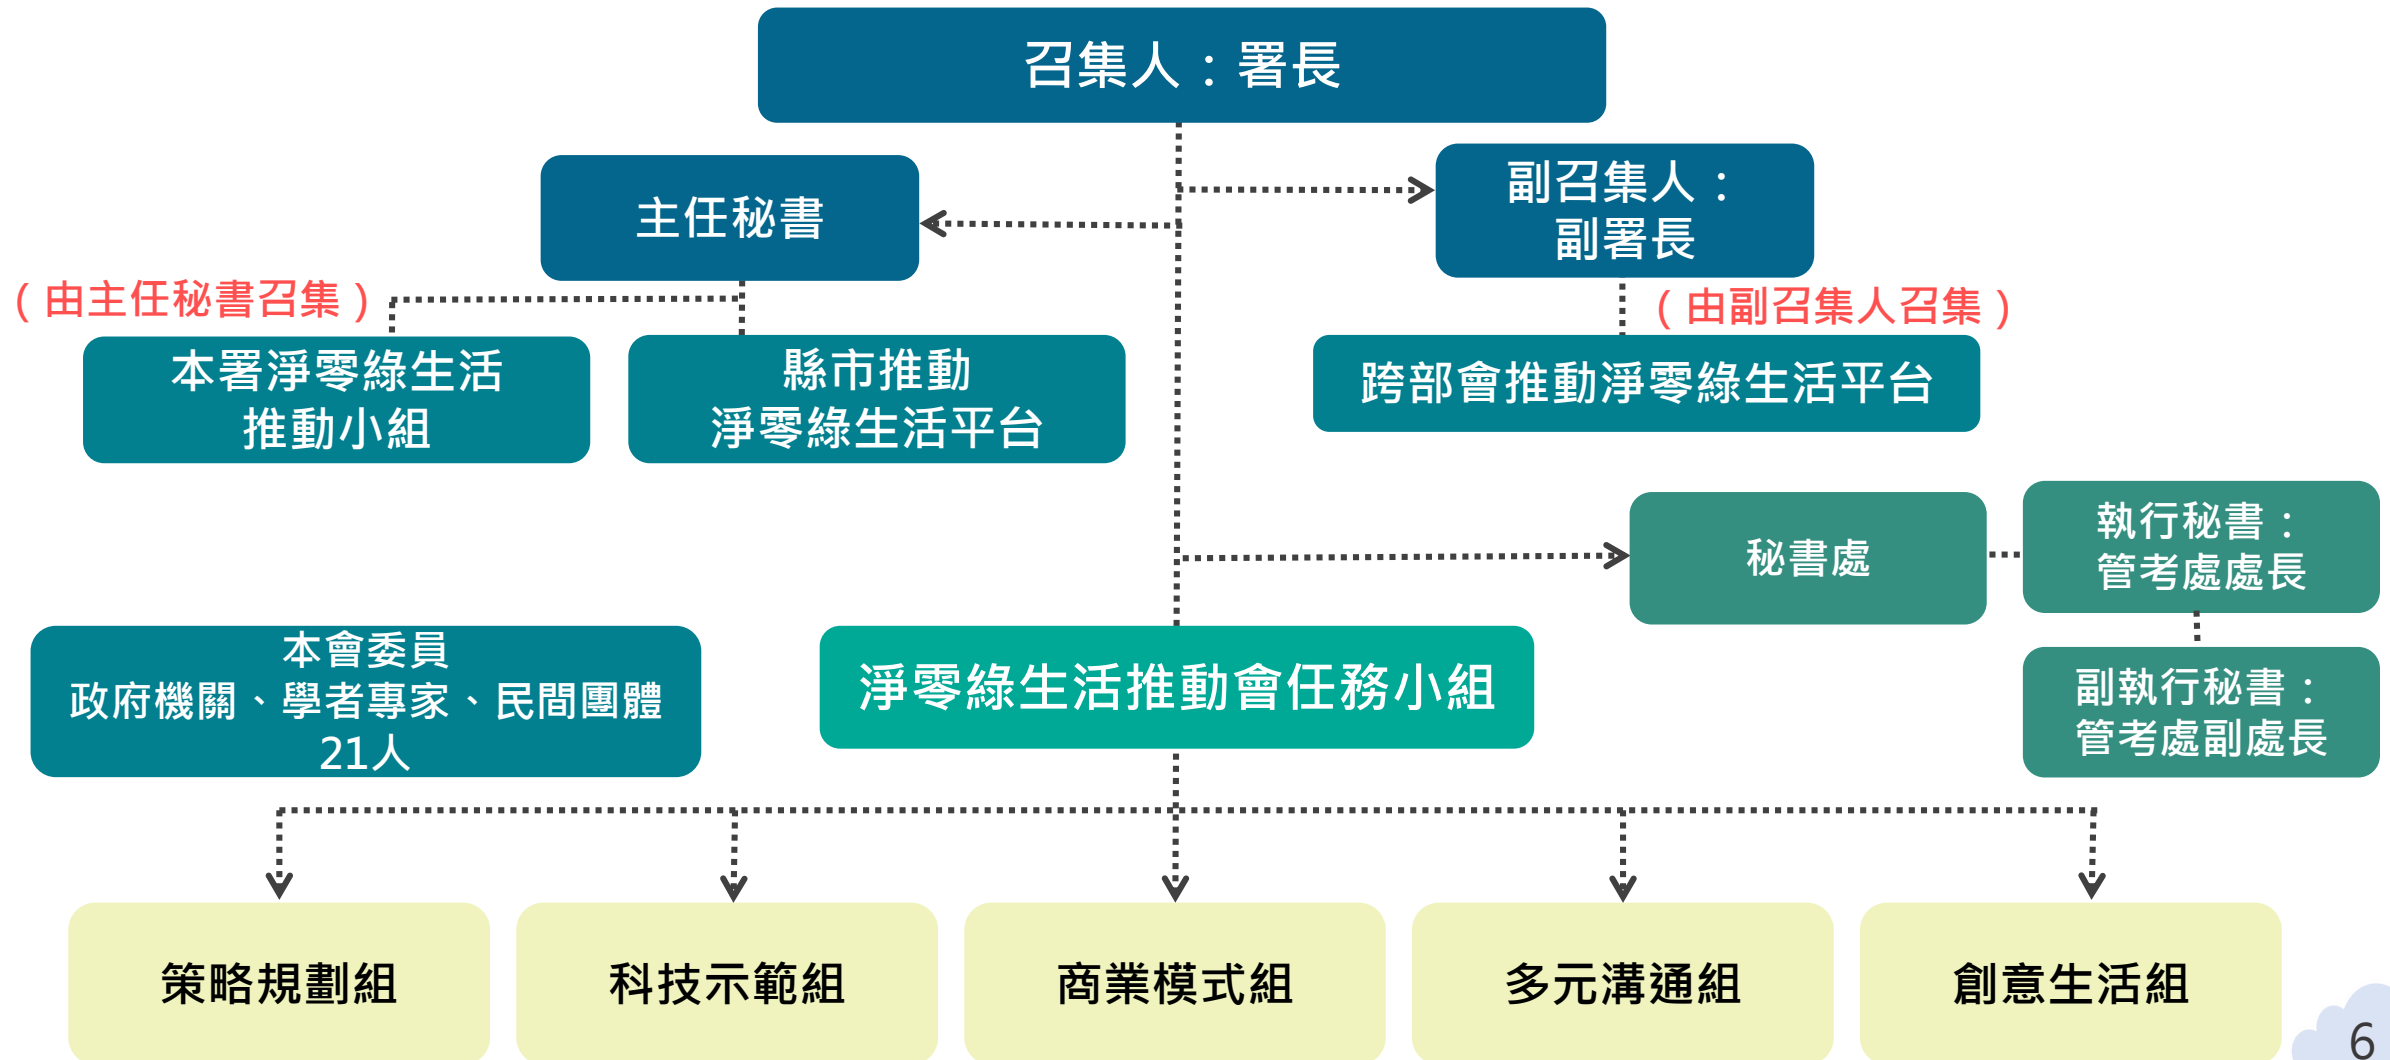 召集人：署長
主任秘書
副召集人：
副署長
（由主任秘書召集）
（由副召集人召集）
本署淨零綠生活
推動小組
縣市推動
淨零綠生活平台
跨部會推動淨零綠生活平台
秘書處
執行秘書：
管考處處長
本會委員
政府機關、學者專家、民間團體
21人
淨零綠生活推動會任務小組
副執行秘書：
管考處副處長
策略規劃組
科技示範組
商業模式組
多元溝通組
創意生活組
6